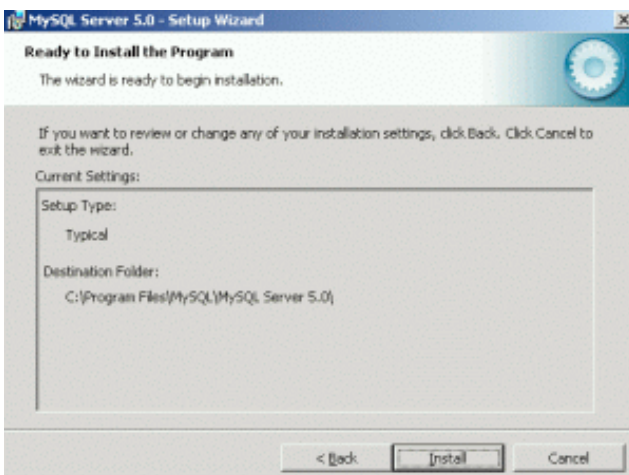 MySQL Server 5.0 - Setup Wizard
Ready to Install the Program
The wizard is ready to begin installation.
If you want to review or change any of your installation settings, click Back. Click Cancel to
exit the wizard.
Current Settings:
Setup Type:
Typical
Destination Folder:
C:\Program Files\MySQL\MySQL Server 5.0\
< Back
Install
Cancel